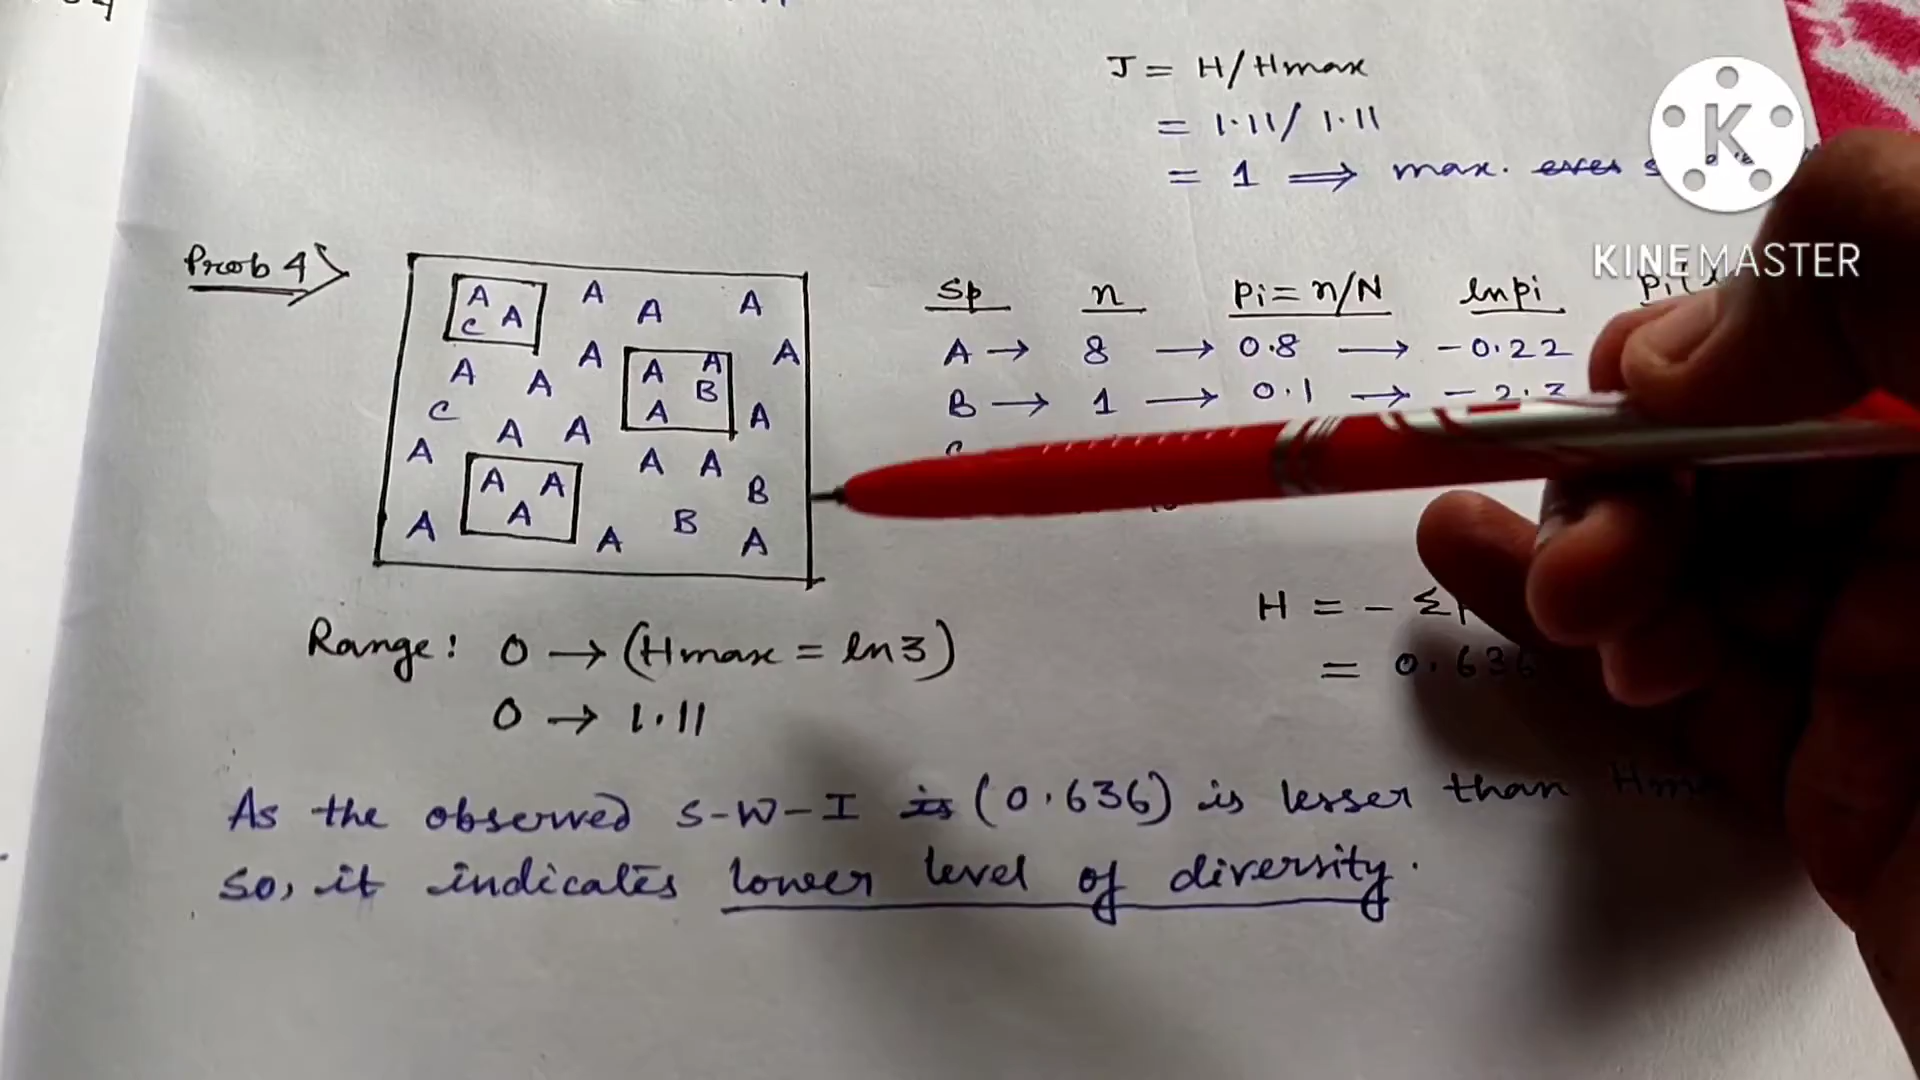 J = H/Hmax
= 1.11/1.11
= 1 ⟹ max.
KINEMASTER
Prob 4
A A C
A A A
A A
A A B A
A A
C A A A
A A A
A A A
B B
A A A
Sp n Pi = n/N lnpi
A → 8 → 0.8 → -0.22
B → 1 → 0.1 →
Range: 0 → (Hmax = ln3)
0 → 1.11
H = - Σ
= 0.636
As the observed S-W-I is (0.636) is lesser than
So, it indicates lower level of diversity.